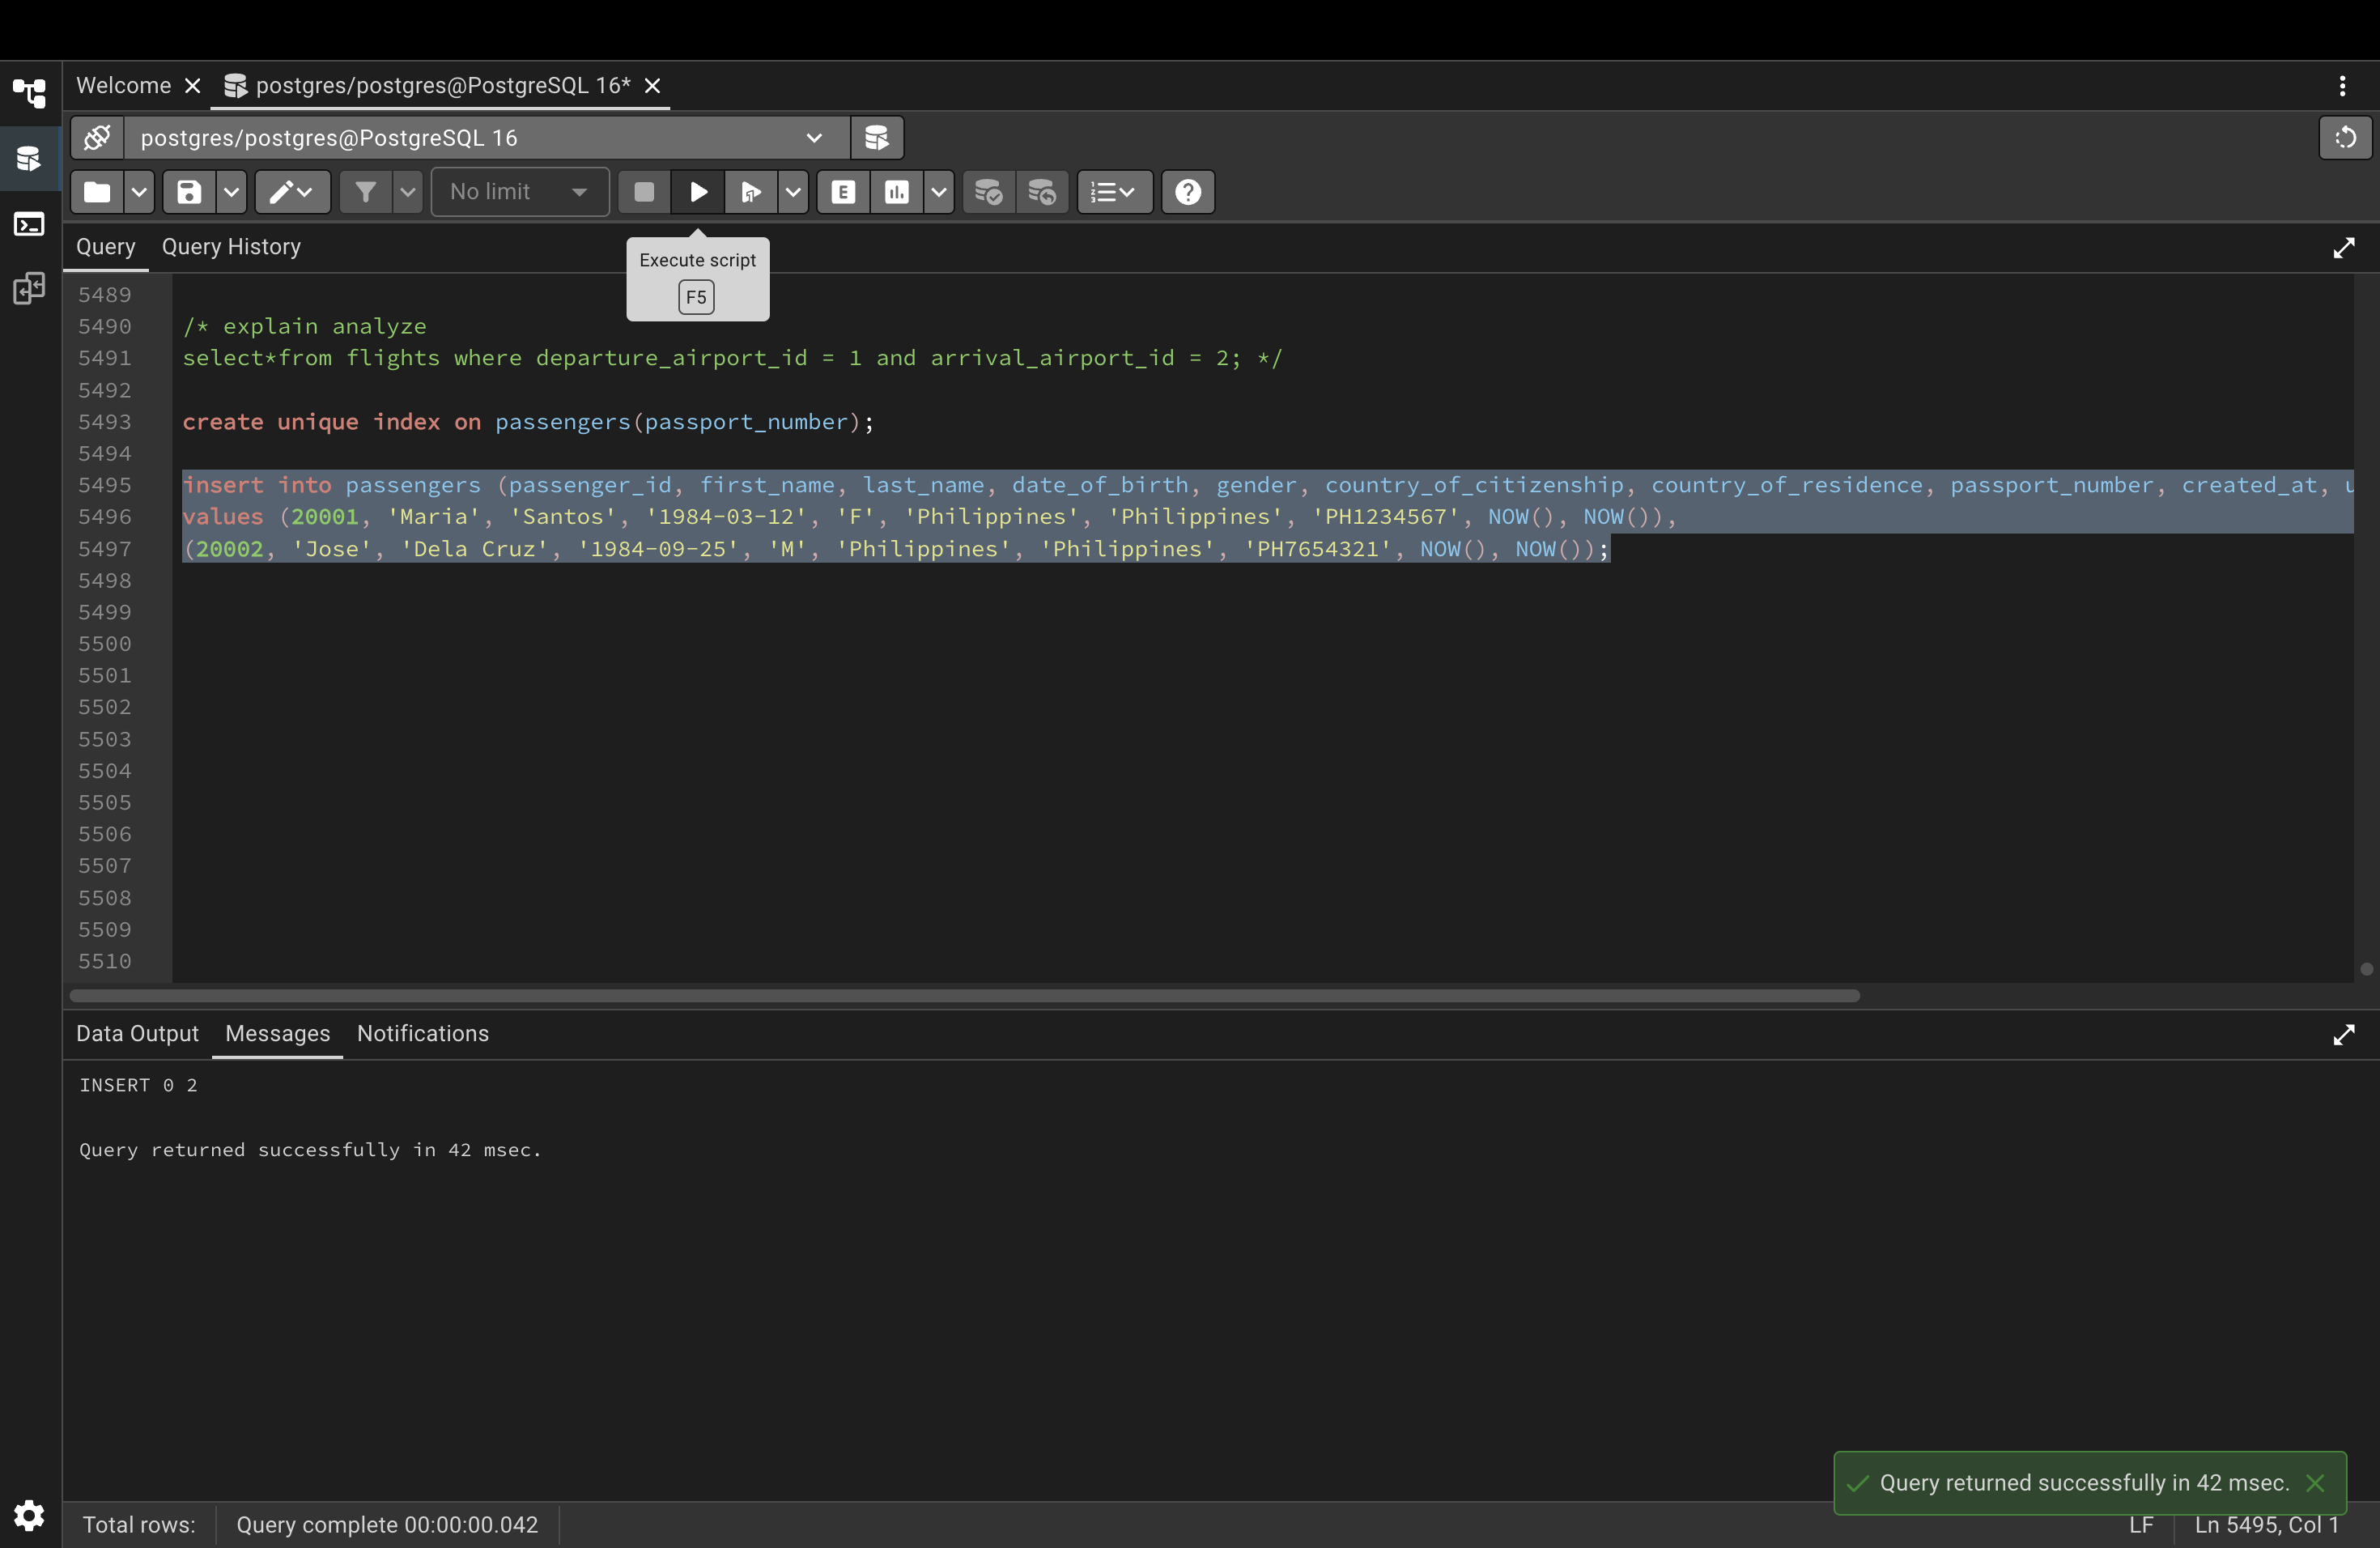 Welcome
postgres/postgres@PostgreSQL 16*
postgres/postgres@PostgreSQL 16
No limit
E
Query Query History
Execute script
F5
5489
5490 /* explain analyze
5491 select*from flights where departure_airport_id = 1 and arrival_airport_id = 2; */
5492
5493 create unique index on passengers(passport_number);
5494
5495 insert into passengers (passenger_id, first_name, last_name, date_of_birth, gender, country_of_citizenship, country_of_residence, passport_number, created_at, u
5496 values (20001, 'Maria', 'Santos', '1984-03-12', 'F', 'Philippines', 'Philippines', 'PH1234567', NOW(), NOW()),
5497 (20002, 'Jose', 'Dela Cruz', '1984-09-25', 'M', 'Philippines', 'Philippines', 'PH7654321', NOW(), NOW());
5498
5499
5500
5501
5502
5503
5504
5505
5506
5507
5508
5509
5510
Data Output Messages Notifications
INSERT 0 2
Query returned successfully in 42 msec.
Query returned successfully in 42 msec.
Total rows: Query complete 00:00:00.042 LF Ln 5495, Col 1